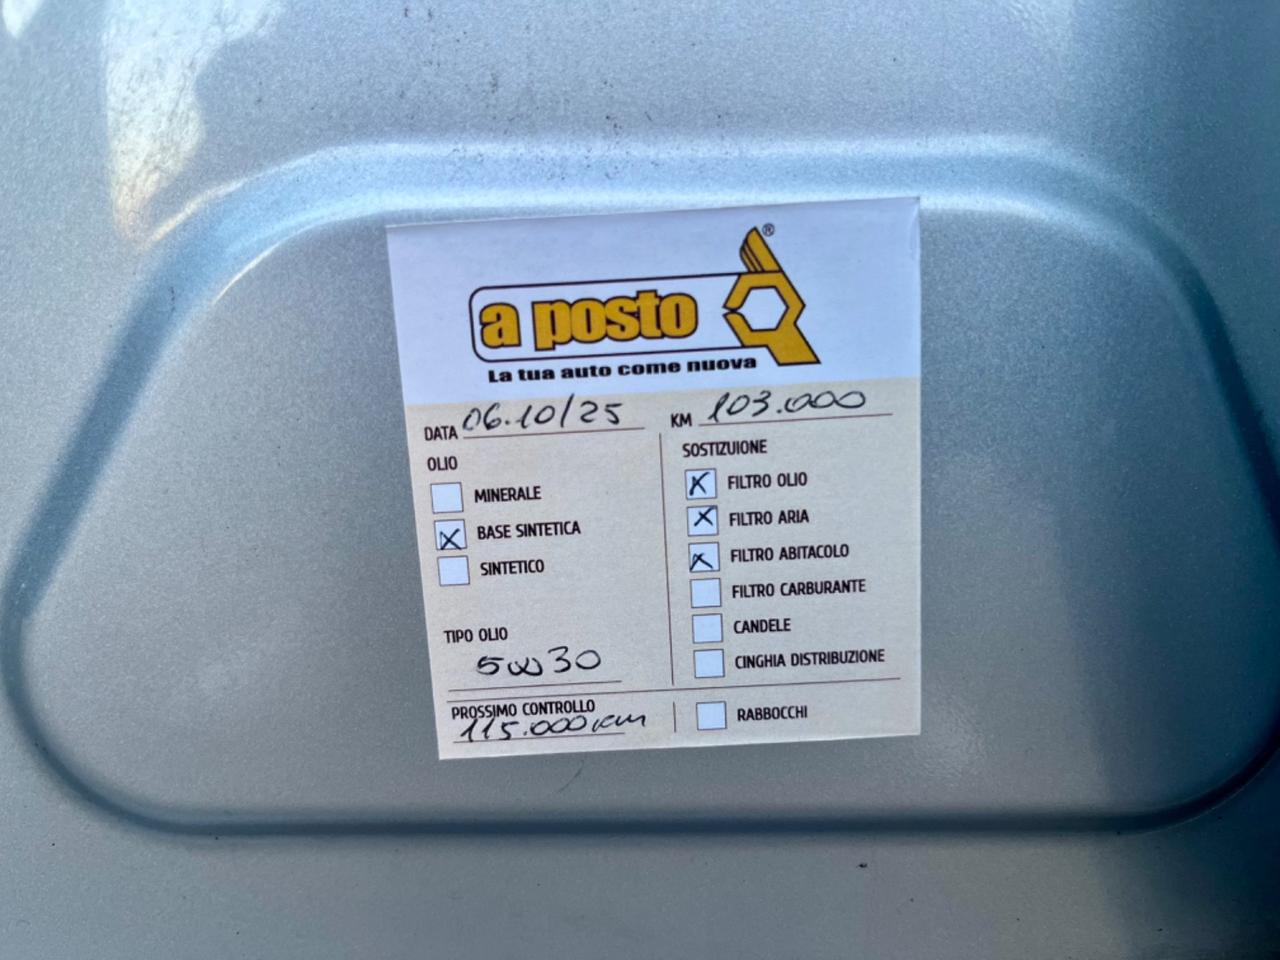 a posto ®
La tua auto come nuova
DATA 06.10/25 KM 103.000
OLIO
MINERALE
BASE SINTETICA
SINTETICO
TIPO OLIO
5W30
PROSSIMO CONTROLLO
115.000 km
SOSTIZUIONE
FILTRO OLIO
FILTRO ARIA
FILTRO ABITACOLO
FILTRO CARBURANTE
CANDELE
CINGHIA DISTRIBUZIONE
RABBOCCHI